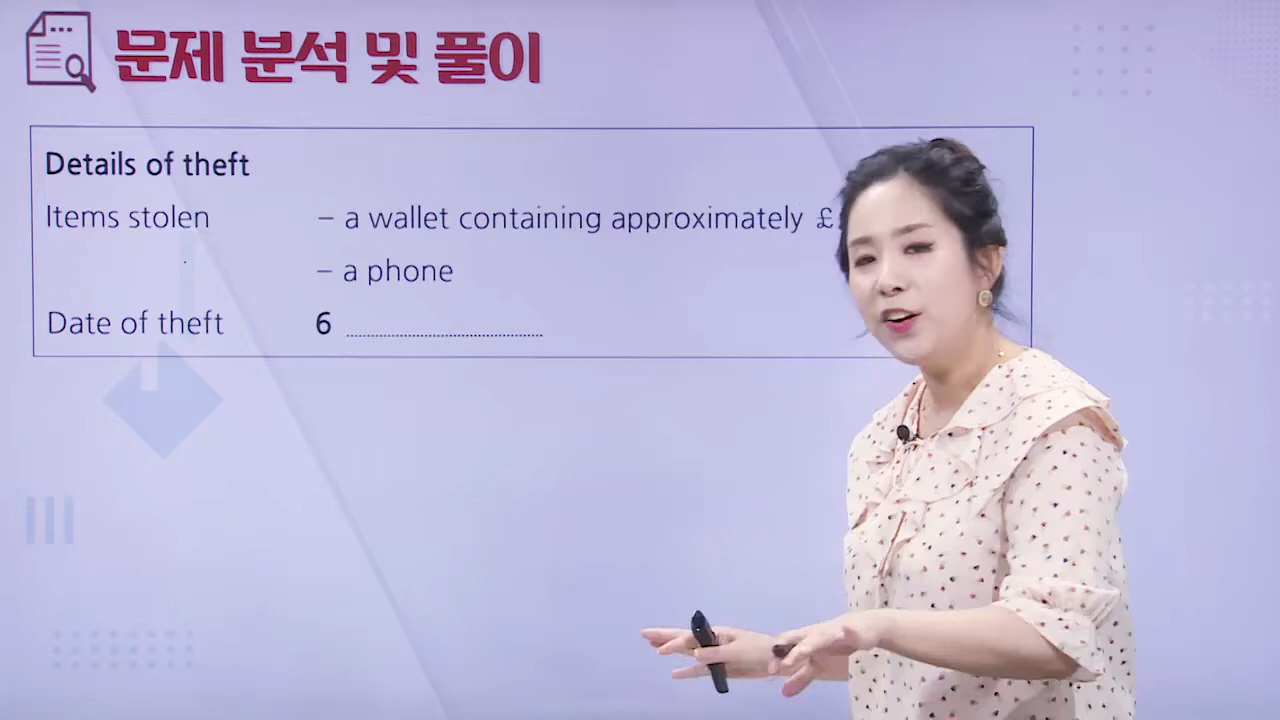 문제 분석 및 풀이
Details of theft
Items stolen – a wallet containing approximately £
– a phone
Date of theft 6 ........................................